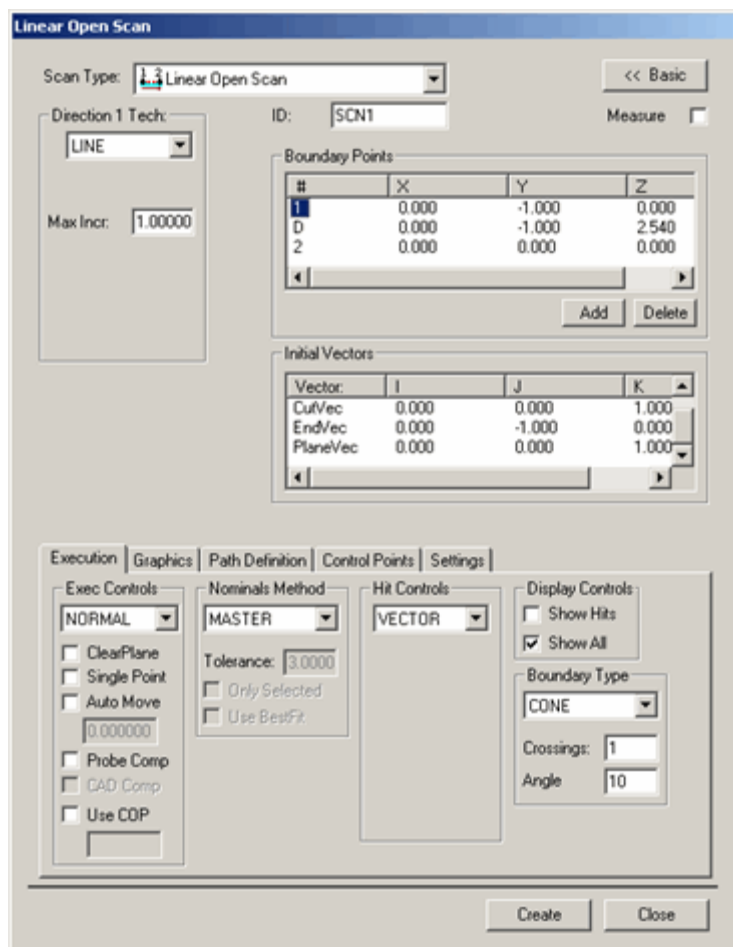 Linear Open Scan
Scan Type: Linear Open Scan << Basic
Direction 1 Tech: ID: SCN1 Measure
LINE
Max Incr: 1.00000
Boundary Points
# X Y Z
1 0.000 -1.000 0.000
D 0.000 -1.000 2.540
2 0.000 0.000 0.000
Add Delete
Initial Vectors
Vector: I J K
CutVec 0.000 0.000 1.000
EndVec 0.000 -1.000 0.000
PlaneVec 0.000 0.000 1.000
Execution Graphics Path Definition Control Points Settings
Exec Controls Nominals Method Hit Controls Display Controls
NORMAL MASTER VECTOR Show Hits
Show All
ClearPlane
Single Point
Auto Move
0.000000
Probe Comp
CAD Comp
Use COP
Tolerance: 3.0000
Only Selected
Use BestFit
Boundary Type
CONE
Crossings: 1
Angle 10
Create Close